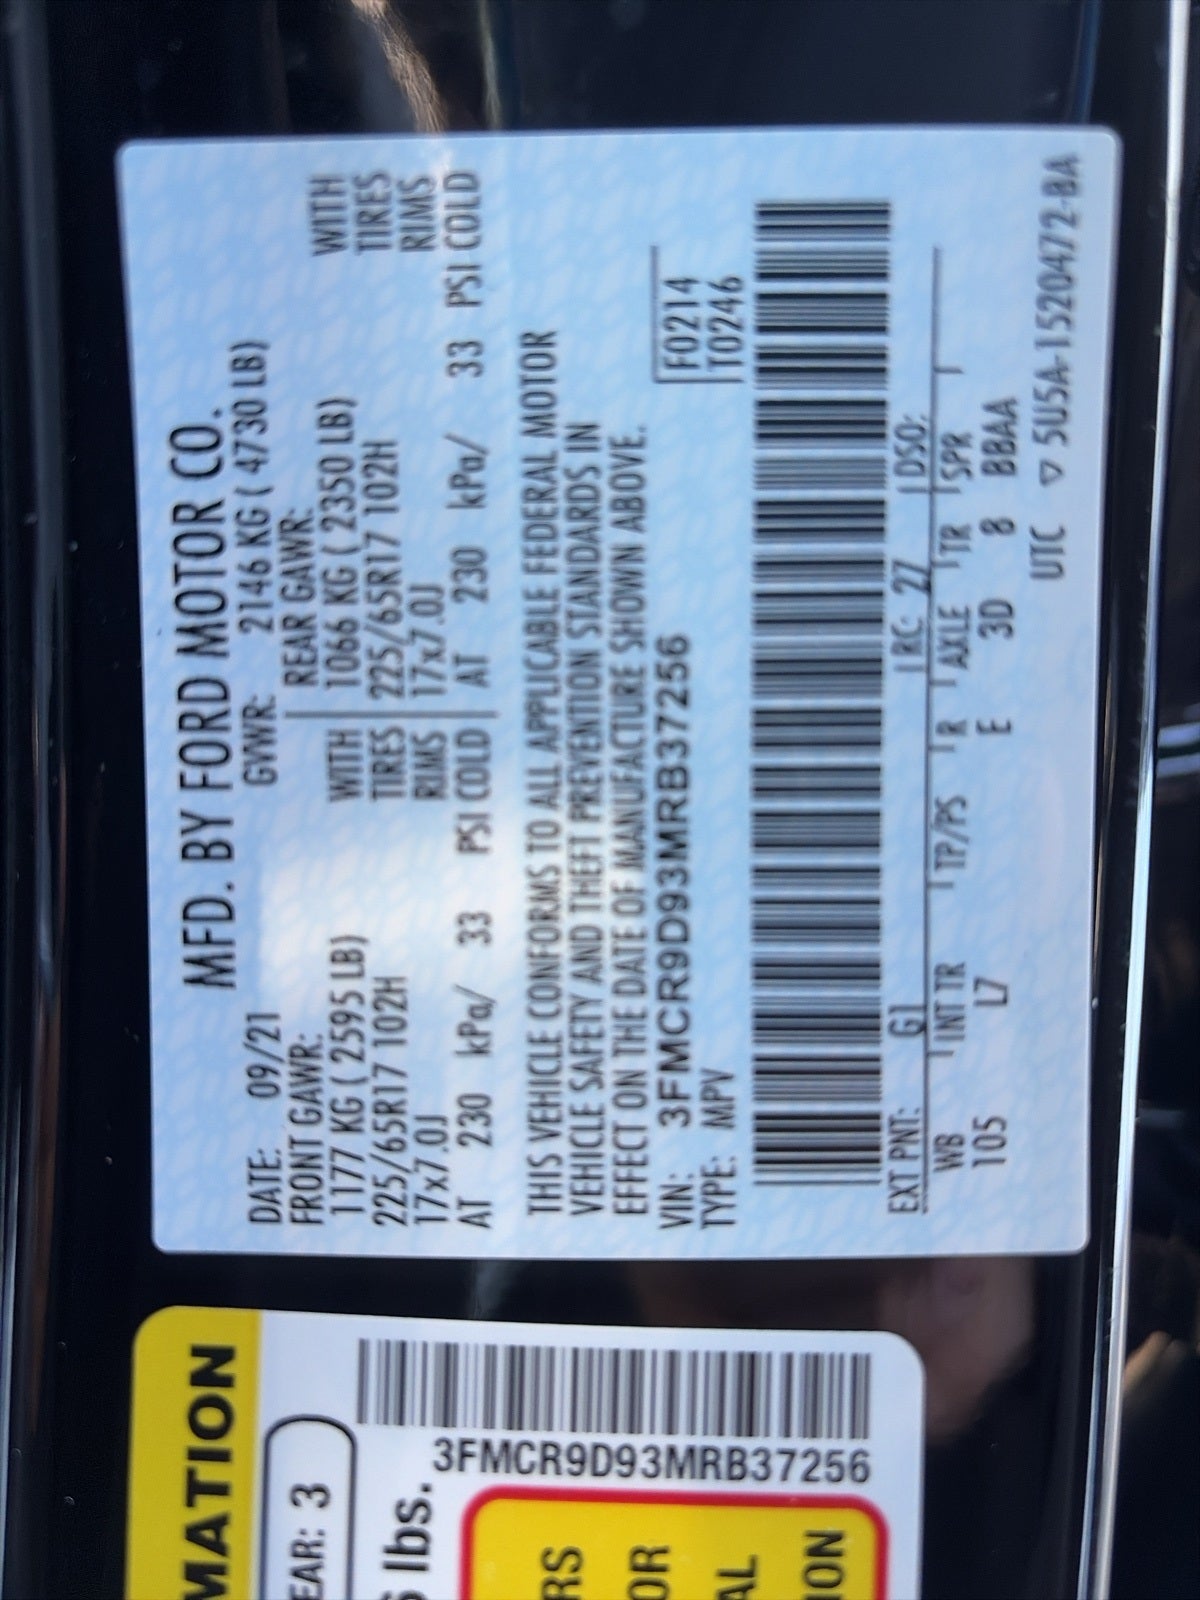 MFD. BY FORD MOTOR CO.
DATE: 09/21 GVWR: 2146 KG ( 4730 LB)
FRONT GAWR: REAR GAWR:
1177 KG ( 2595 LB) WITH 1066 KG ( 2350 LB) WITH
225/65R17 102H TIRES 225/65R17 102H TIRES
17x7.0J RIMS 17x7.0J RIMS
AT 230 kPa/ 33 PSI COLD AT 230 kPa/ 33 PSI COLD
THIS VEHICLE CONFORMS TO ALL APPLICABLE FEDERAL MOTOR
VEHICLE SAFETY AND THEFT PREVENTION STANDARDS IN
EFFECT ON THE DATE OF MANUFACTURE SHOWN ABOVE.
VIN: 3FMCR9D93MRB37256 F0214
TYPE: MPV T0246
EXT PNT: G1 RC: 27 DSO:
WB INT TR TP/PS R AXLE TR SPR
105 L7 E 3D 8 BBAA
UTC ▽ 5U5A-1520472-BA
MATION
EAR: 3
lbs.
3FMCR9D93MRB37256
RS
OR
AL
ION